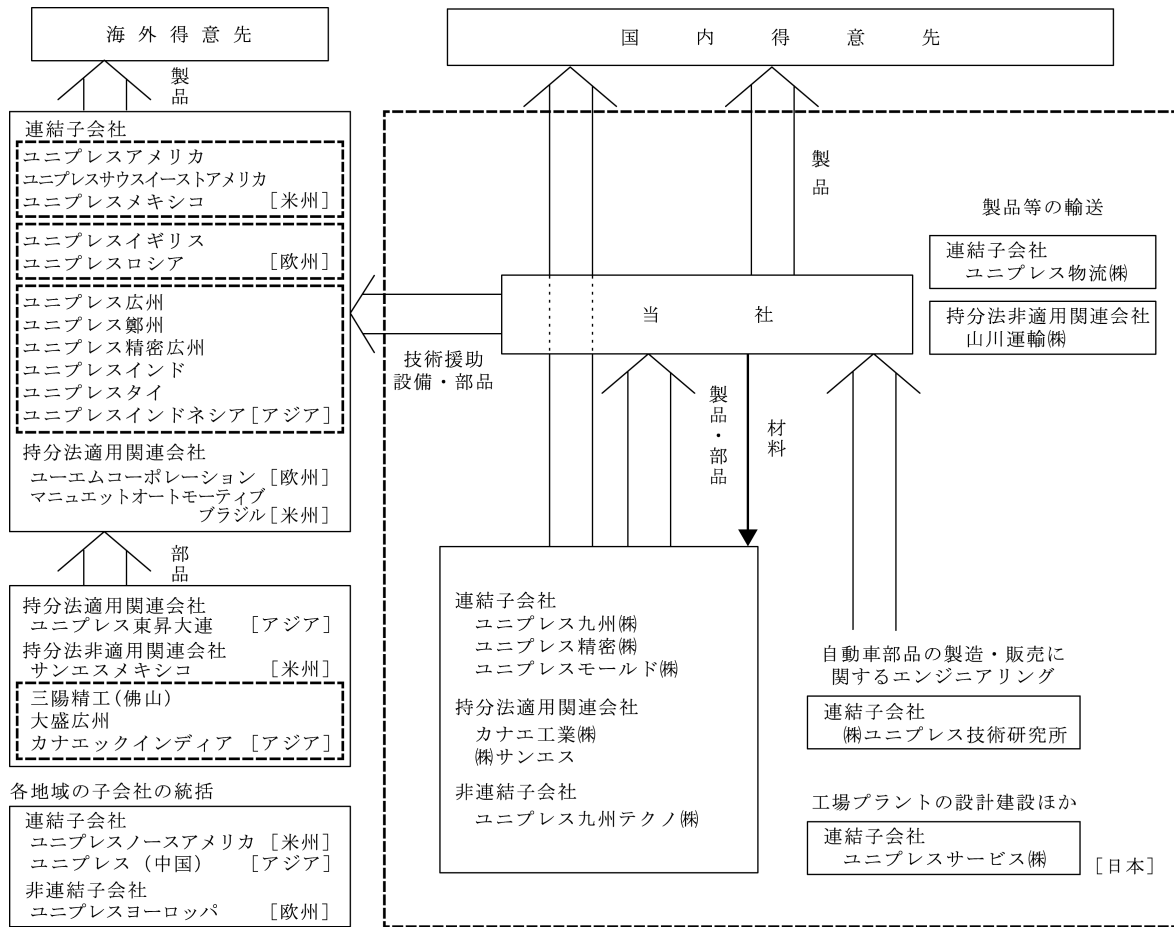 海外得意先
製品
連結子会社
ユニプレスアメリカ
ユニプレスサウスイーストアメリカ
ユニプレスメキシコ [米州]
ユニプレスイギリス
ユニプレスロシア [欧州]
ユニプレス広州
ユニプレス鄭州
ユニプレス精密広州
ユニプレスインド
ユニプレスタイ
ユニプレスインドネシア[アジア]
持分法適用関連会社
ユーエムコーポレーション [欧州]
マニュエットオートモーティブ
ブラジル[米州]
部品
持分法適用関連会社
ユニプレス東昇大連 [アジア]
持分法非適用関連会社
サンエスメキシコ [米州]
三陽精工(佛山)
大盛広州
カナエックインディア [アジア]
各地域の子会社の統括
連結子会社
ユニプレスノースアメリカ [米州]
ユニプレス(中国) [アジア]
非連結子会社
ユニプレスヨーロッパ [欧州]
国内得意先
製品
製品等の輸送
連結子会社
ユニプレス物流㈱
持分法非適用関連会社
山川運輸㈱
当社
技術援助
設備・部品
製品・部品
材料
連結子会社
ユニプレス九州㈱
ユニプレス精密㈱
ユニプレスモールド㈱
持分法適用関連会社
カナエ工業㈱
㈱サンエス
非連結子会社
ユニプレス九州テクノ㈱
自動車部品の製造・販売に
関するエンジニアリング
連結子会社
㈱ユニプレス技術研究所
工場プラントの設計建設ほか
連結子会社
ユニプレスサービス㈱
[日本]